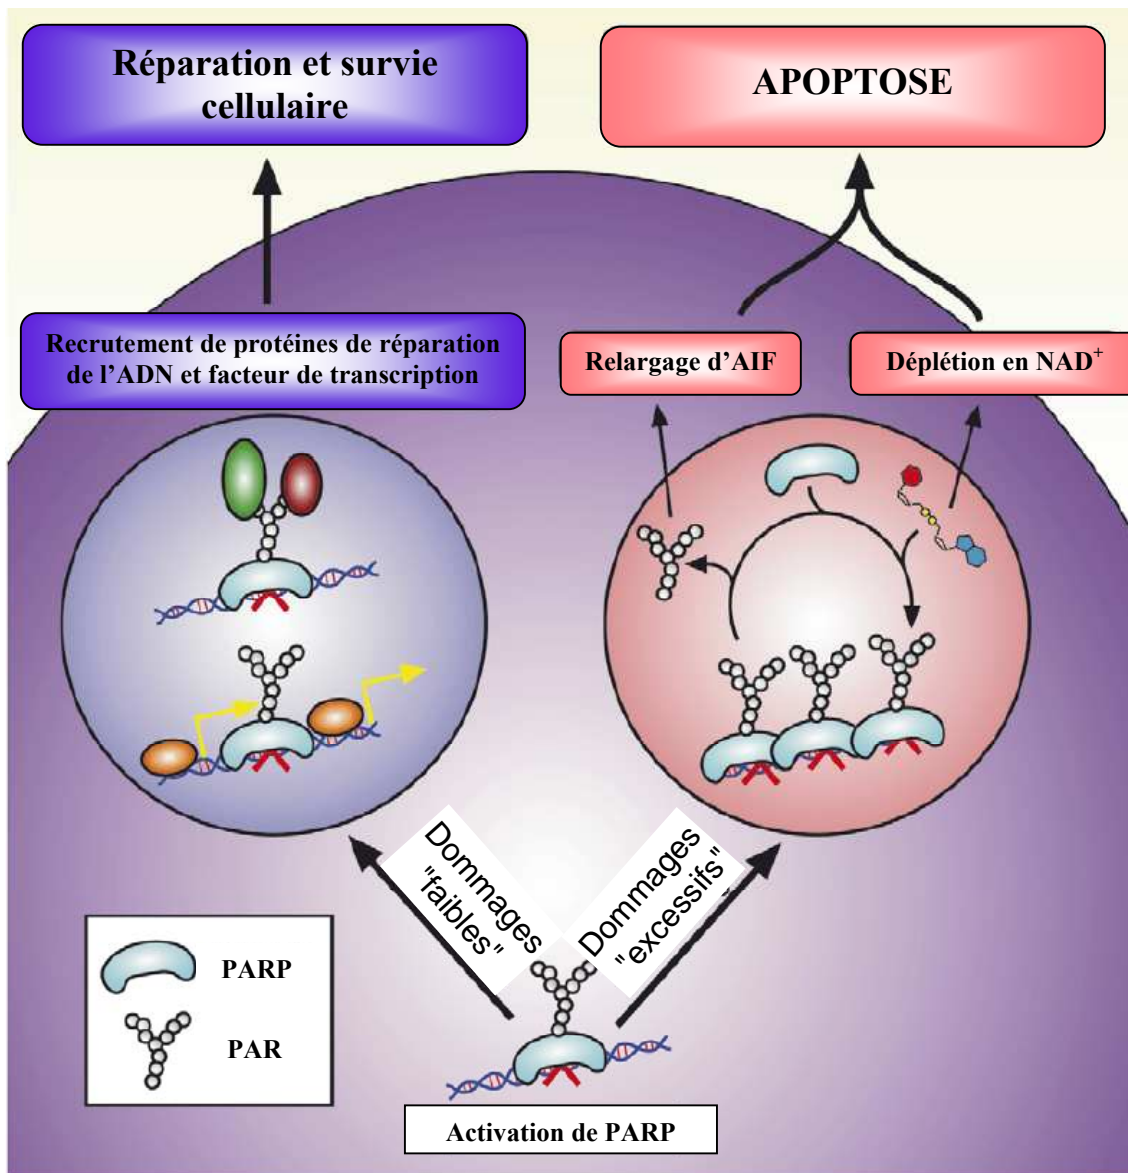 Réparation et survie
cellulaire
APOPTOSE
Recrutement de protéines de réparation
de l’ADN et facteur de transcription
Relargage d’AIF
Déplétion en NAD⁺
Dommages
"faibles"
Dommages
"excessifs"
PARP
PAR
Activation de PARP